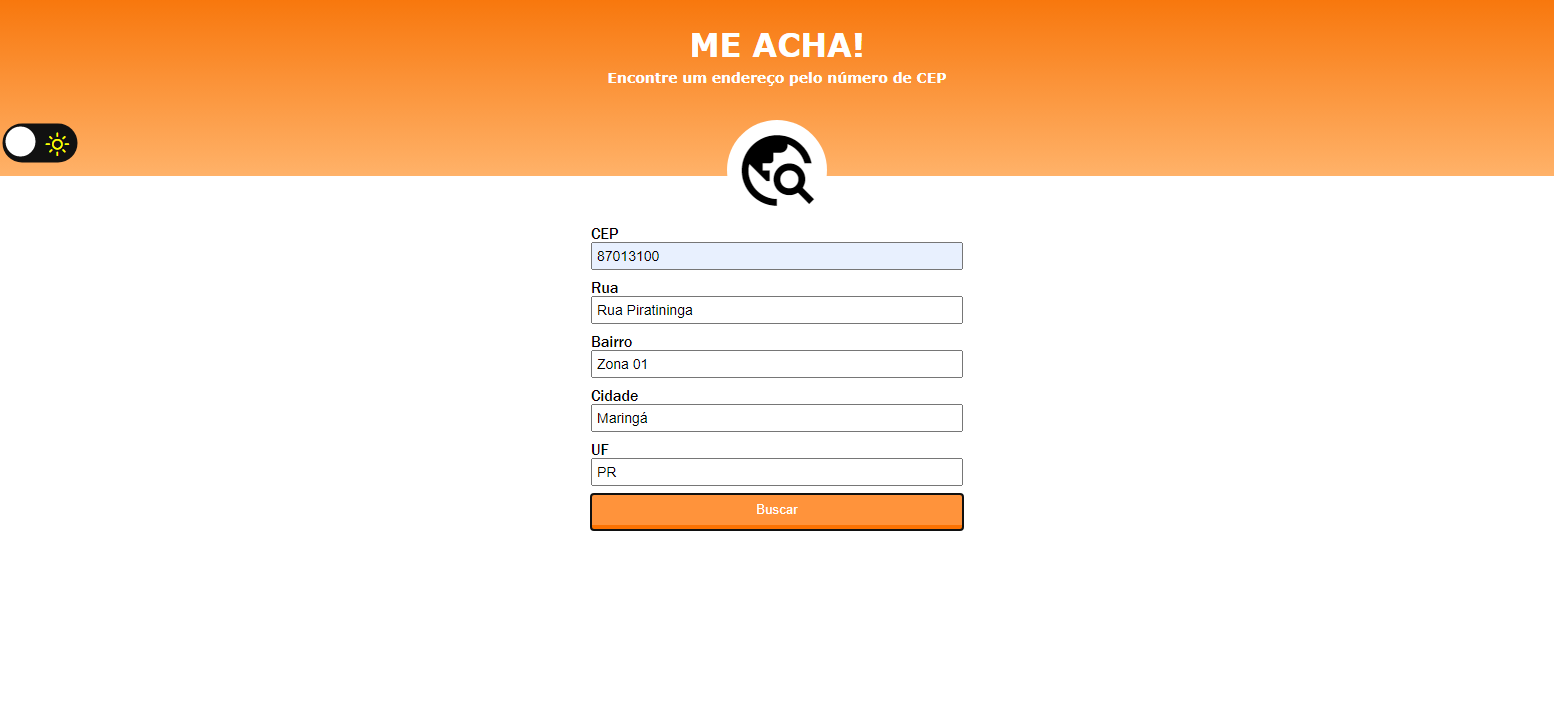 ME ACHA!
Encontre um endereço pelo número de CEP
CEP
87013100
Rua
Rua Piratininga
Bairro
Zona 01
Cidade
Maringá
UF
PR
Buscar